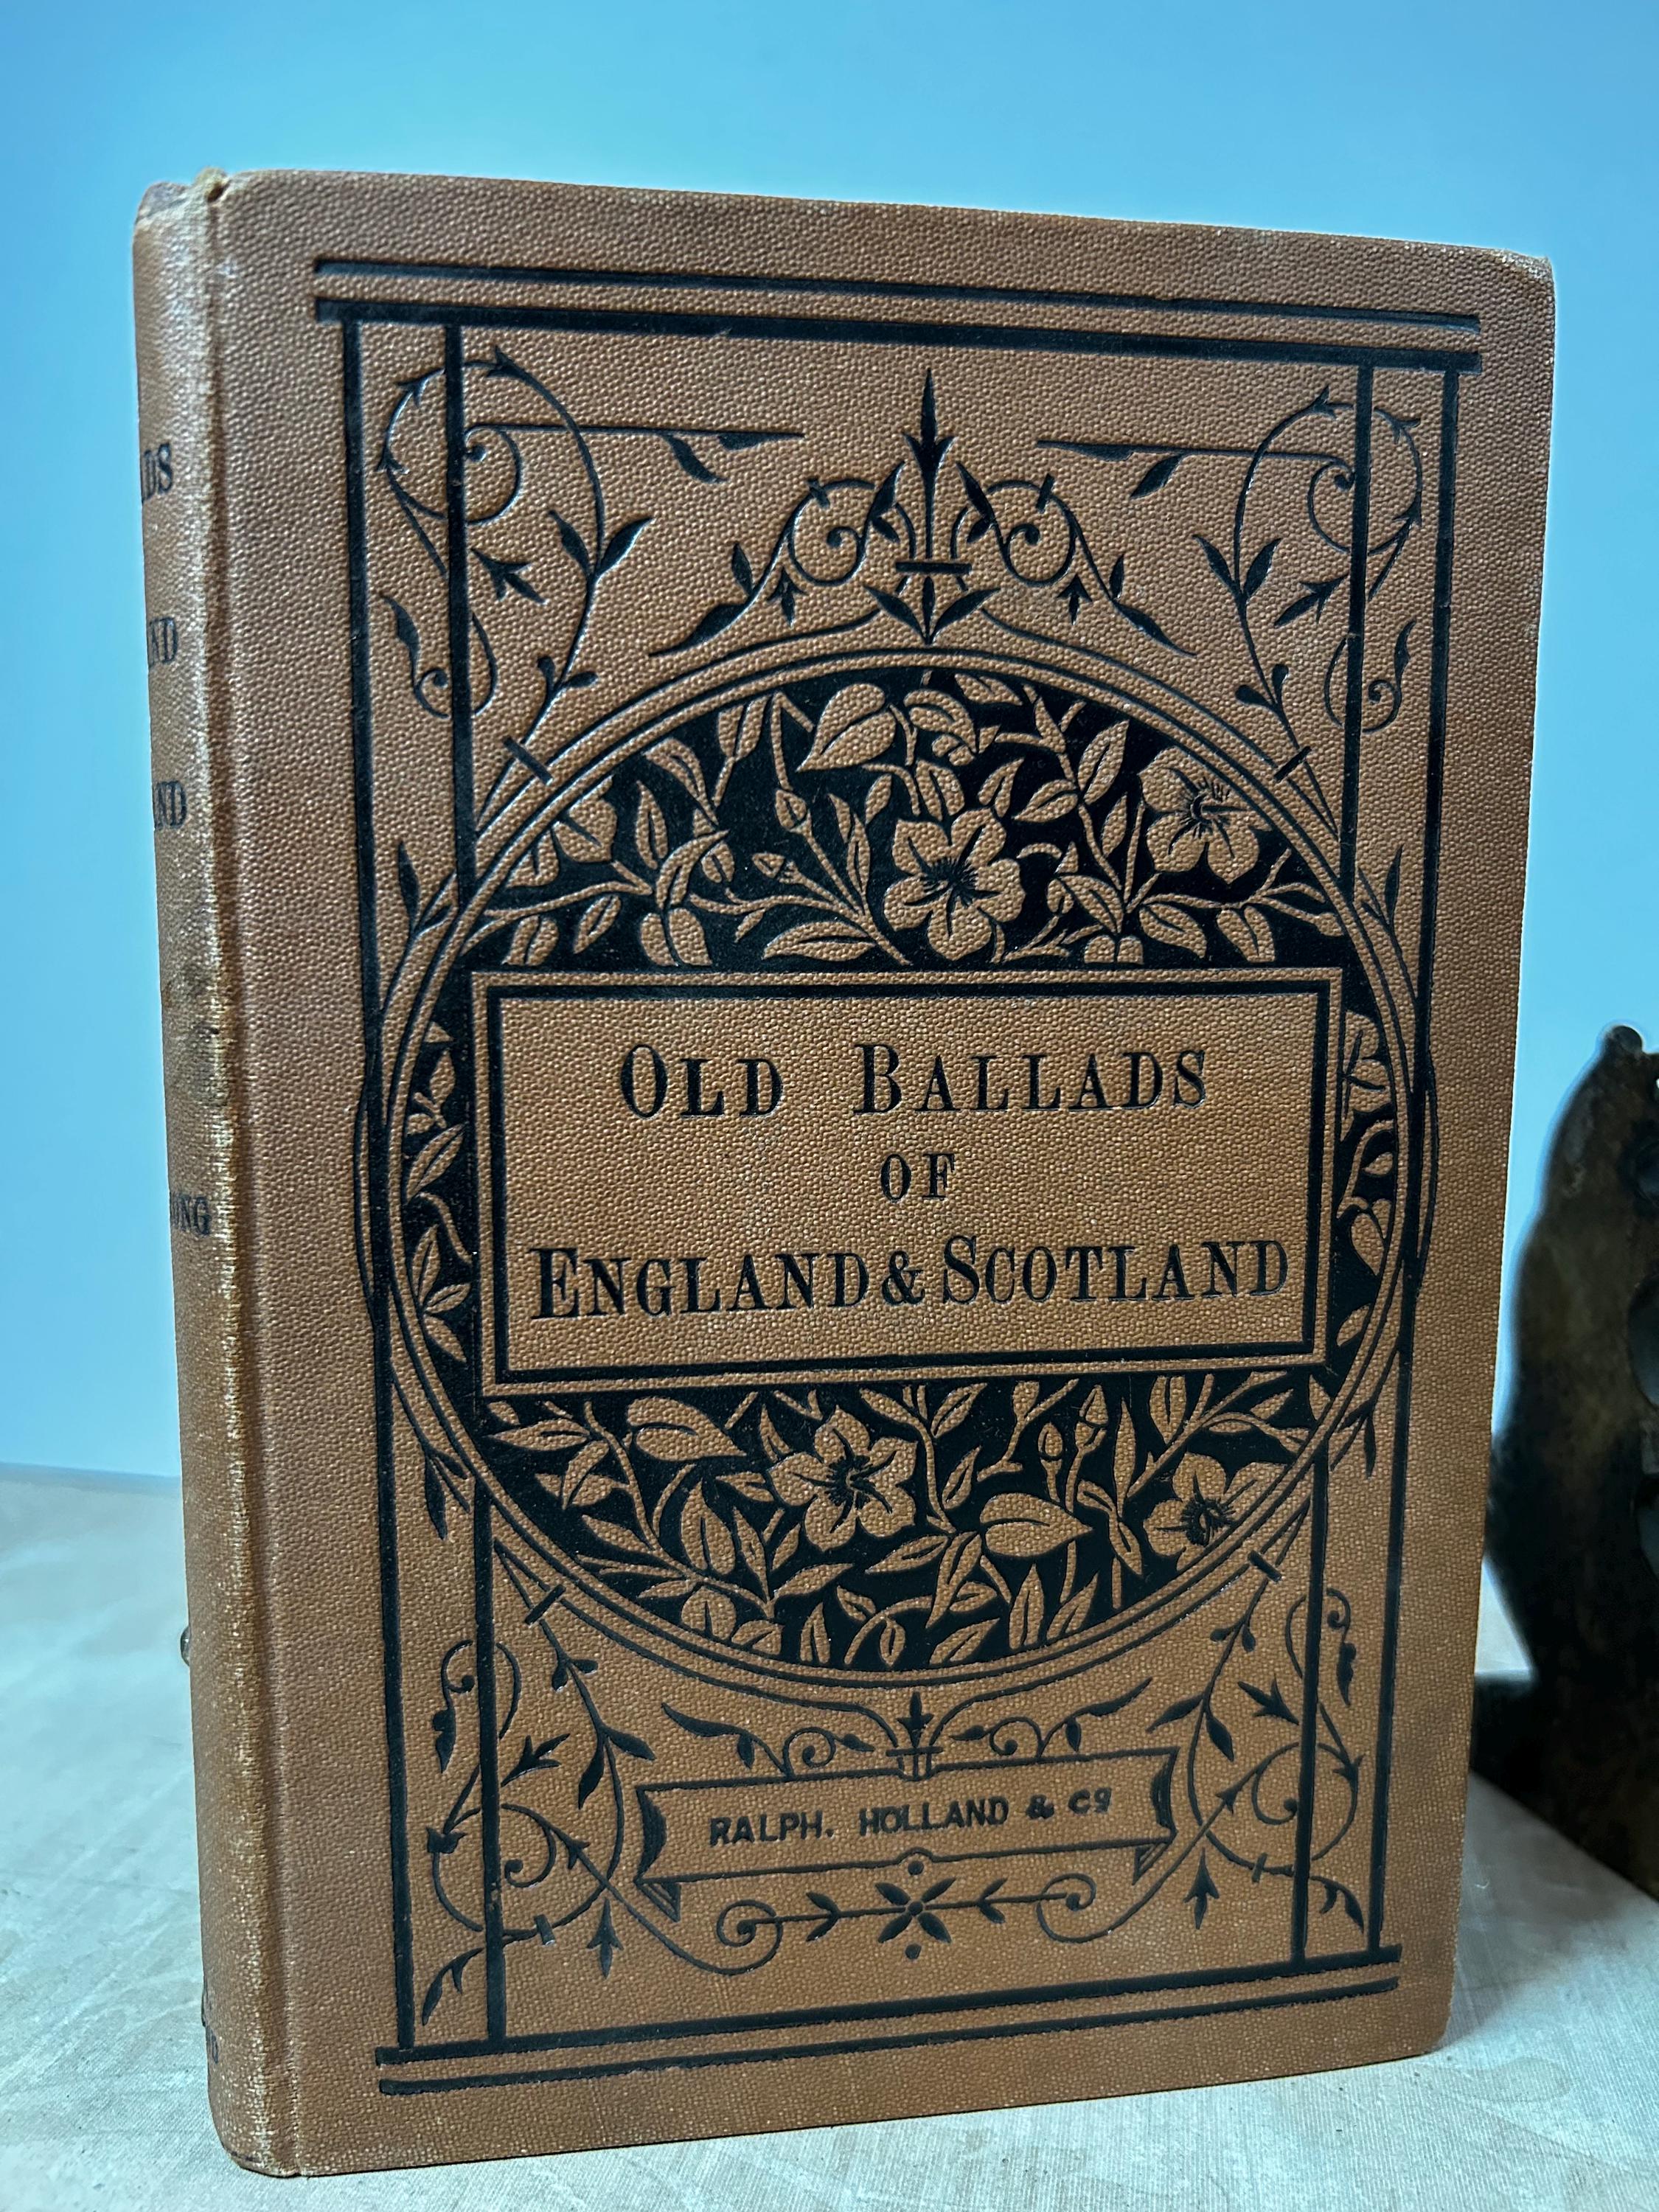 OLD BALLADS
OF
ENGLAND & SCOTLAND
RALPH. HOLLAND & Co